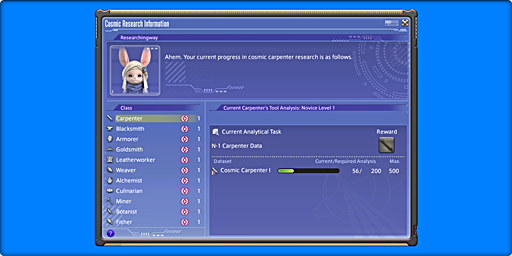 Cosmic Research Information
Researchingway
Ahem. Your current progress in cosmic carpenter research is as follows.
Class
Carpenter 1
Blacksmith 1
Armorer 1
Goldsmith 1
Leatherworker 1
Weaver 1
Alchemist 1
Culinarian 1
Miner 1
Botanist 1
Fisher 1
Current Carpenter's Tool Analysis: Novice Level 1
Current Analytical Task Reward
N-1 Carpenter Data
Dataset Current/Required Analysis Max.
Cosmic Carpenter I 56/ 200 500